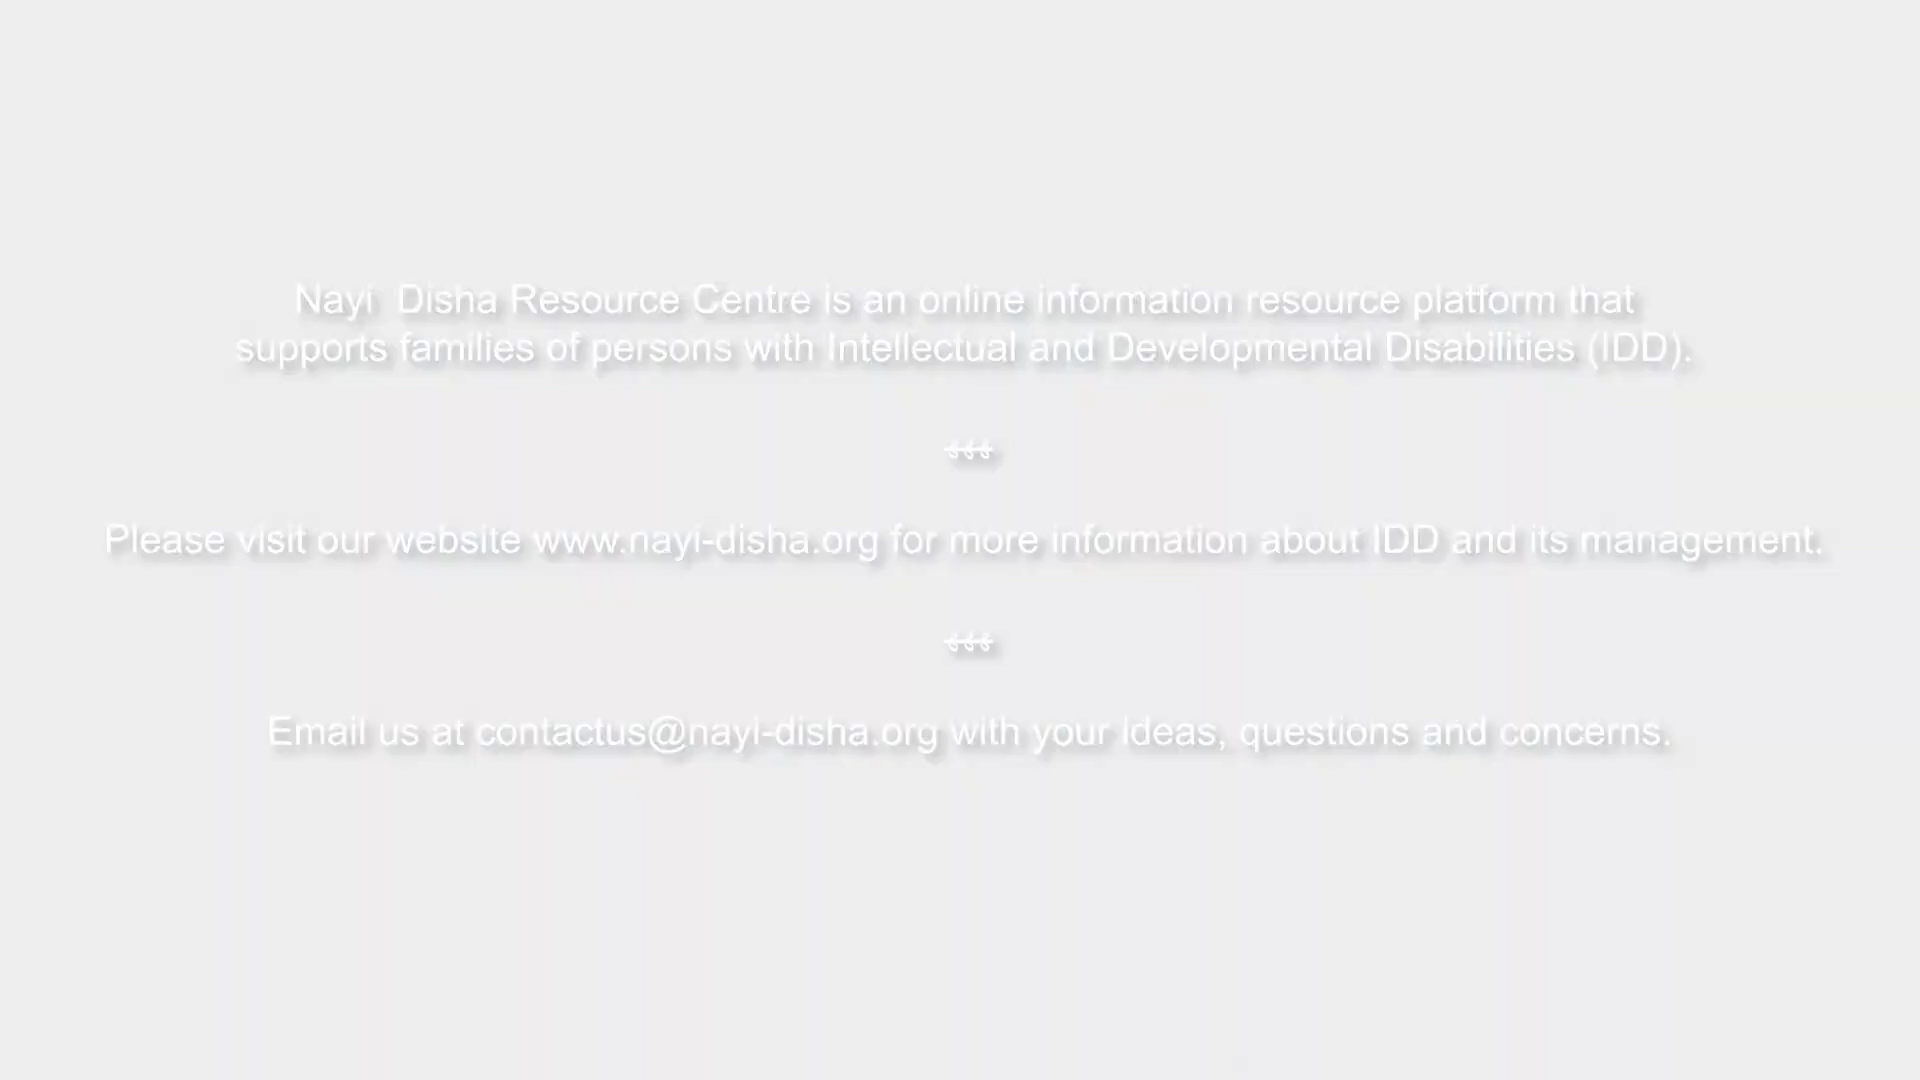 Nayi  Disha Resource Centre is an online information resource platform that
supports families of persons with Intellectual and Developmental Disabilities (IDD).
Please visit our website www.nayi-disha.org for more information about IDD and its management.
Email us at contactus@nayi-disha.org with your ideas, questions and concerns.